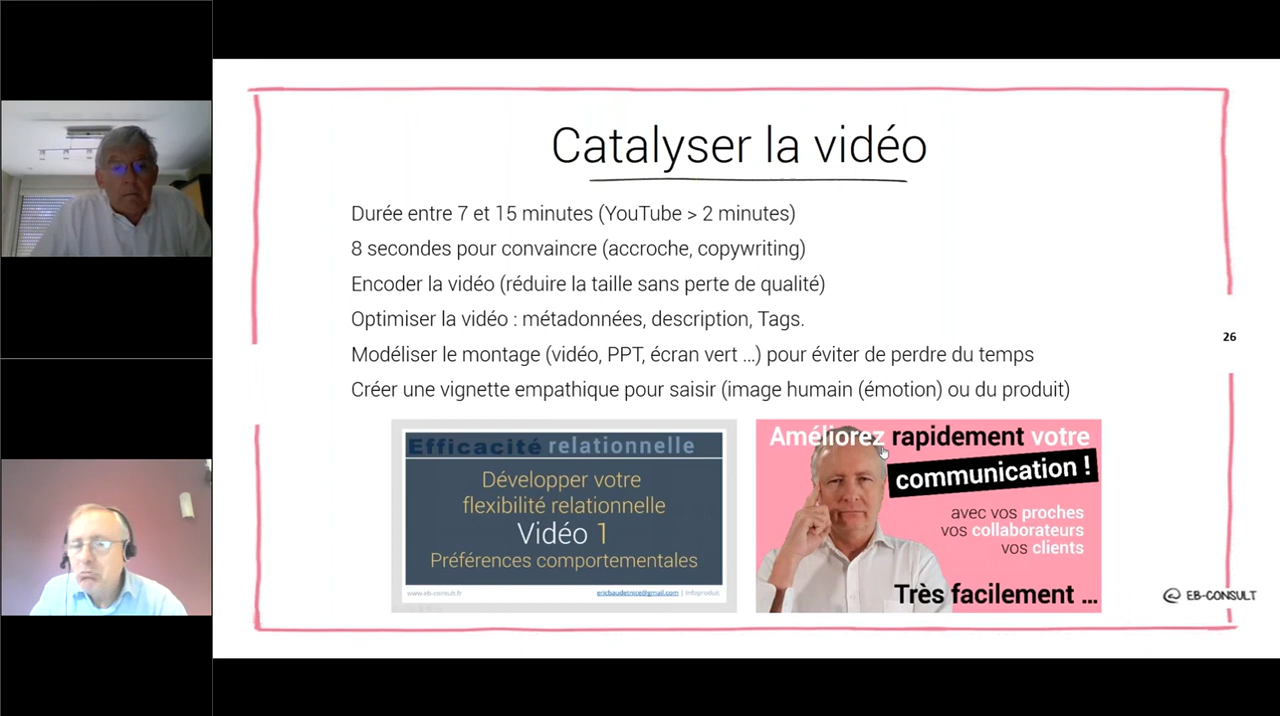 Catalyser la vidéo
Durée entre 7 et 15 minutes (YouTube > 2 minutes)
8 secondes pour convaincre (accroche, copywriting)
Encoder la vidéo (réduire la taille sans perte de qualité)
Optimiser la vidéo : métadonnées, description, Tags.
Modéliser le montage (vidéo, PPT, écran vert ...) pour éviter de perdre du temps
Créer une vignette empathique pour saisir (image humain (émotion) ou du produit)
26
Efficacité relationnelle
Développer votre
flexibilité relationnelle
Vidéo 1
Préférences comportementales
www.eb-consult.fr
ericbaudetnice@gmail.com | Infoproduit
Améliorez rapidement votre
communication !
avec vos proches
vos collaborateurs
vos clients
Très facilement ...
EB-CONSULT